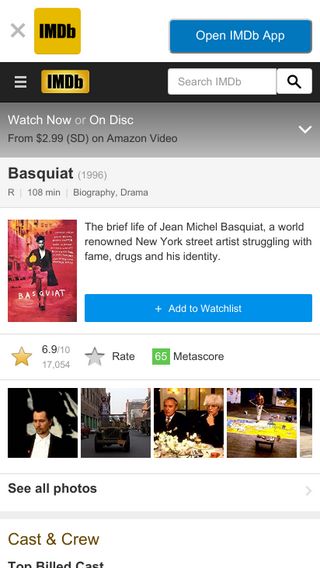 IMDb
Open IMDb App
IMDb
Search IMDb
Watch Now or On Disc
From $2.99 (SD) on Amazon Video
Basquiat (1996)
R | 108 min | Biography, Drama
The brief life of Jean Michel Basquiat, a world
renowned New York street artist struggling with
fame, drugs and his identity.
BASQUIAT
+ Add to Watchlist
6.9/10
17,054
Rate
65 Metascore
See all photos
Cast & Crew
Top Billed Cast